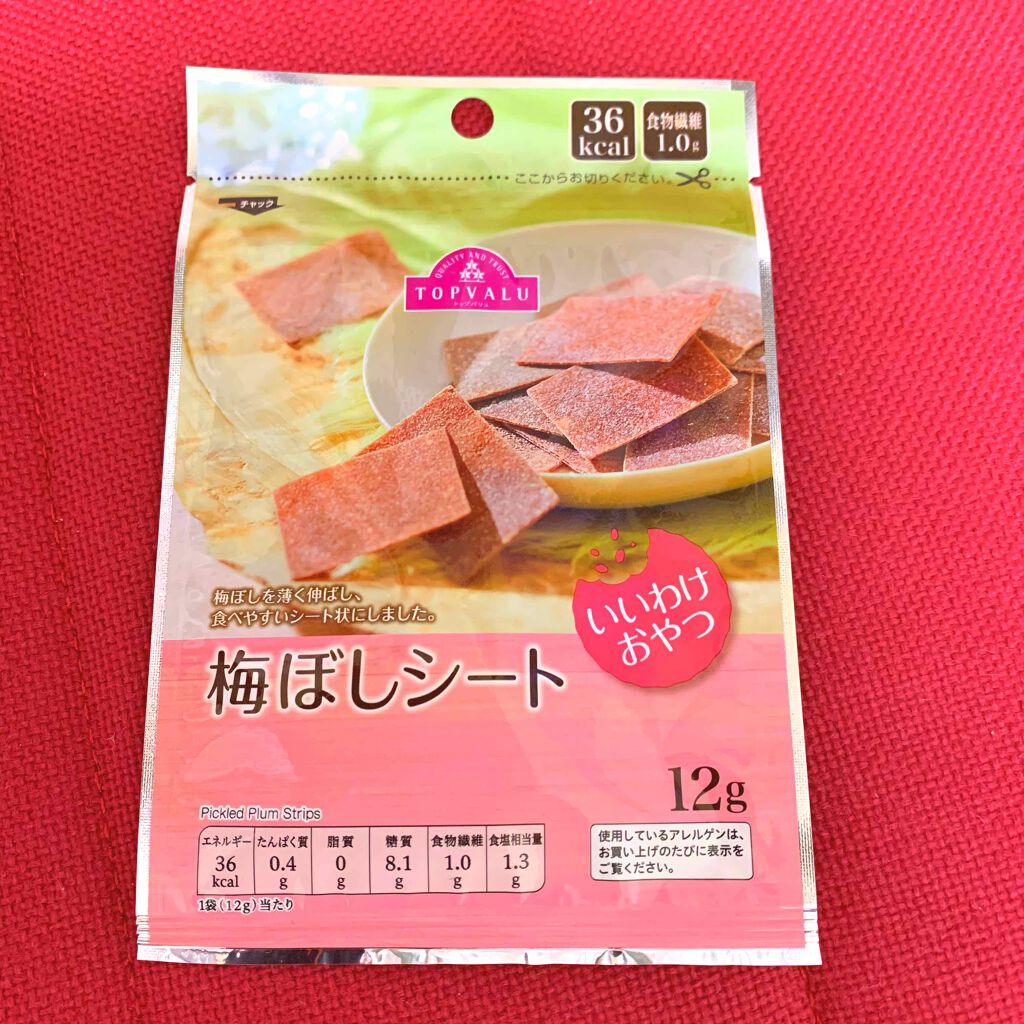 36
kcal
食物繊維
1.0g
ここからお切りください。
チャック
QUALITY AND TRUST
TOPVALU
トップバリュ
いいわけ
おやつ
梅ぼしを薄く伸ばし、
食べやすいシート状にしました。
梅ぼしシート
12g
Pickled Plum Strips
エネルギー たんぱく質 脂質 糖質 食物繊維 食塩相当量
36 0.4 0 8.1 1.0 1.3
kcal g g g g g
1袋(12g)当たり
使用しているアレルゲンは、
お買い上げのたびに表示を
ご覧ください。